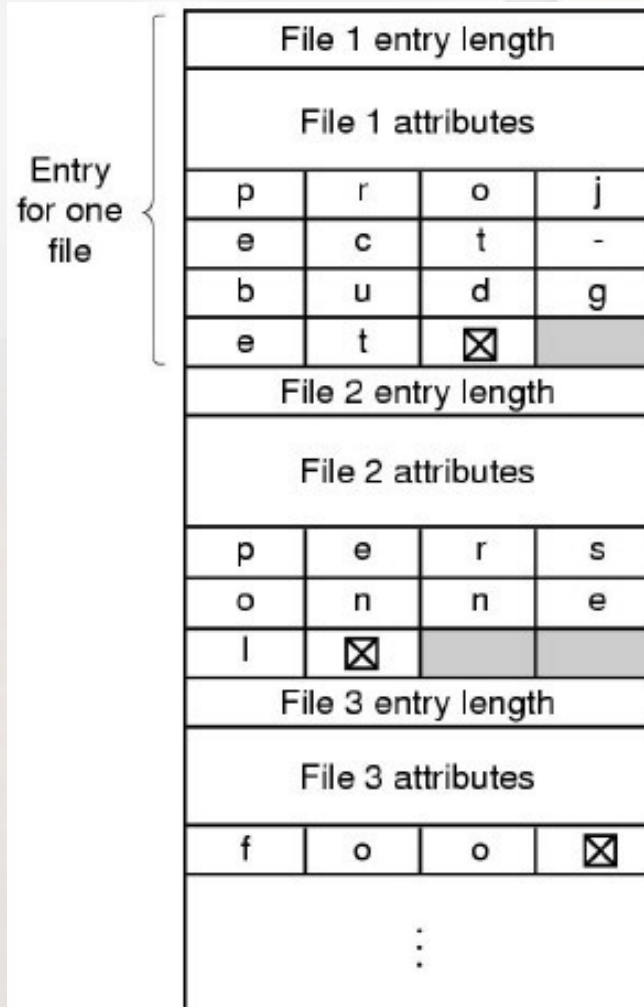 File 1 entry length
File 1 attributes
Entry for one file
p r o j
e c t -
b u d g
e t ☒
File 2 entry length
File 2 attributes
p e r s
o n n e
l ☒
File 3 entry length
File 3 attributes
f o o ☒
⋮